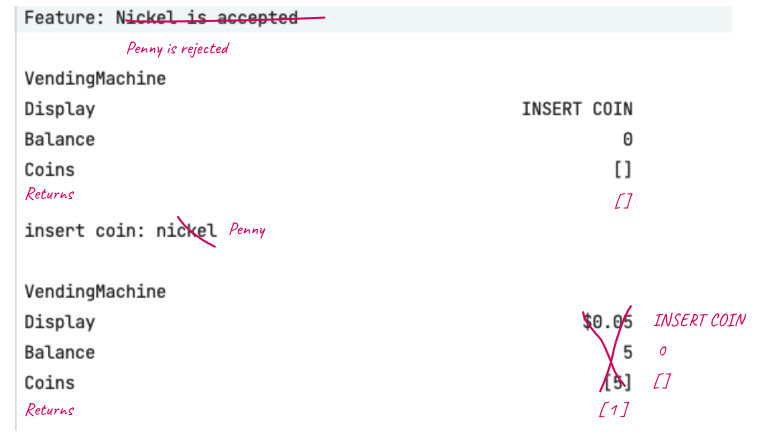 Feature: Nickel is accepted
Penny is rejected
VendingMachine
Display INSERT COIN
Balance 0
Coins []
Returns []
insert coin: nickel Penny
VendingMachine
Display $0.05 INSERT COIN
Balance 5 0
Coins [5] []
Returns [1]